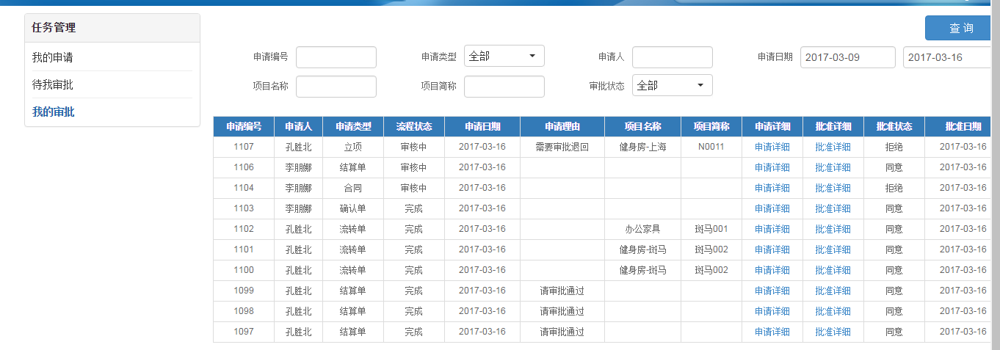 任务管理
我的申请
待我审批
我的审批
查 询
申请编号 申请类型 全部 申请人 申请日期 2017-03-09 2017-03-16
项目名称 项目简称 审批状态 全部
申请编号 申请人 申请类型 流程状态 申请日期 申请理由 项目名称 项目简称 申请详细 批准详细 批准状态 批准日期
1107 孔胜北 立项 审核中 2017-03-16 需要审批退回 健身房-上海 N0011 申请详细 批准详细 拒绝 2017-03-16
1106 李朋娜 结算单 审核中 2017-03-16 申请详细 批准详细 同意 2017-03-16
1104 李朋娜 合同 审核中 2017-03-16 申请详细 批准详细 拒绝 2017-03-16
1103 李朋娜 确认单 完成 2017-03-16 申请详细 批准详细 同意 2017-03-16
1102 孔胜北 流转单 完成 2017-03-16 办公家具 斑马001 申请详细 批准详细 同意 2017-03-16
1101 孔胜北 流转单 完成 2017-03-16 健身房-斑马 斑马002 申请详细 批准详细 同意 2017-03-16
1100 孔胜北 流转单 完成 2017-03-16 健身房-斑马 斑马002 申请详细 批准详细 同意 2017-03-16
1099 孔胜北 结算单 完成 2017-03-16 请审批通过 申请详细 批准详细 同意 2017-03-16
1098 孔胜北 结算单 完成 2017-03-16 请审批通过 申请详细 批准详细 同意 2017-03-16
1097 孔胜北 结算单 完成 2017-03-16 请审批通过 申请详细 批准详细 同意 2017-03-16